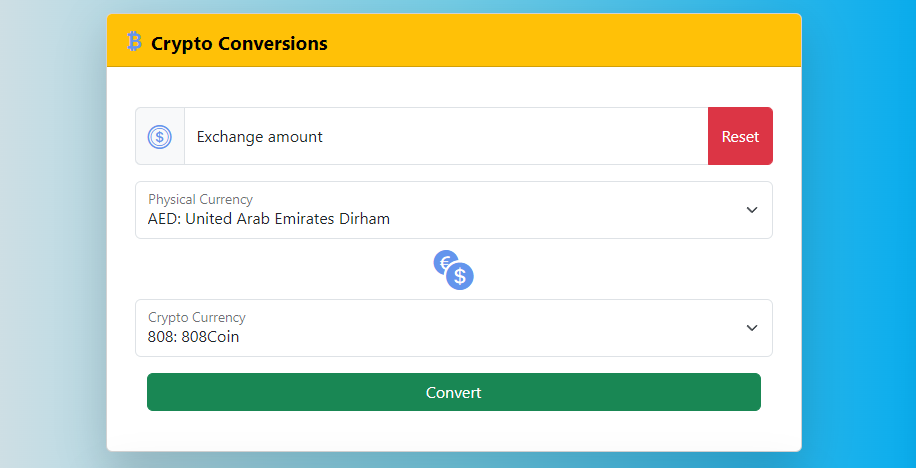 Crypto Conversions
Exchange amount
Reset
Physical Currency
AED: United Arab Emirates Dirham
Crypto Currency
808: 808Coin
Convert